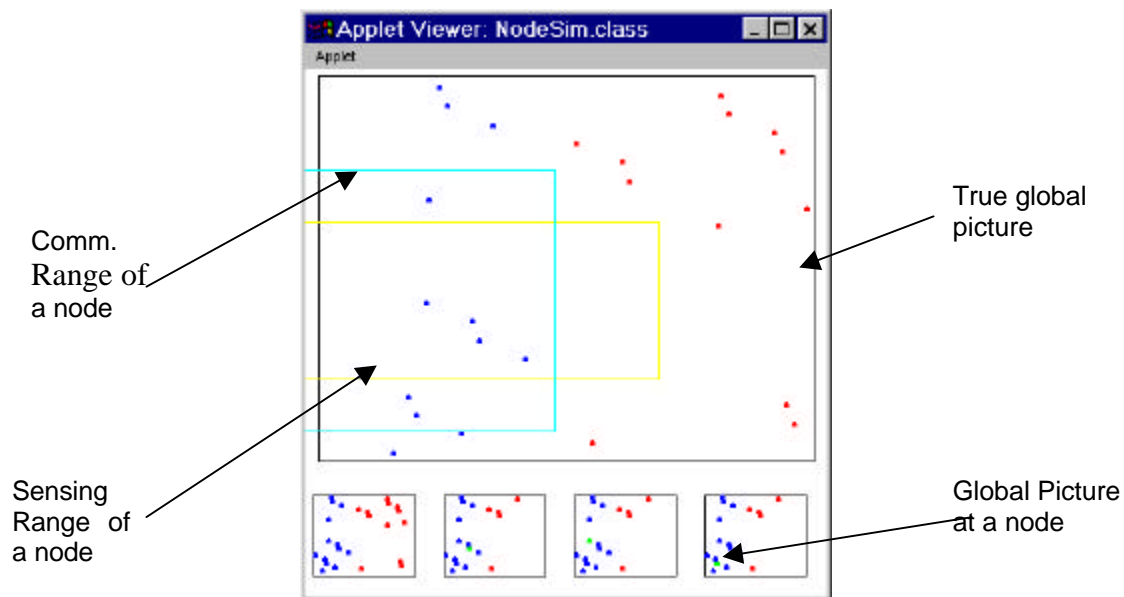 Applet Viewer: NodeSim.class
Applet
Comm.
Range of
a node
True global
picture
Sensing
Range of
a node
Global Picture
at a node